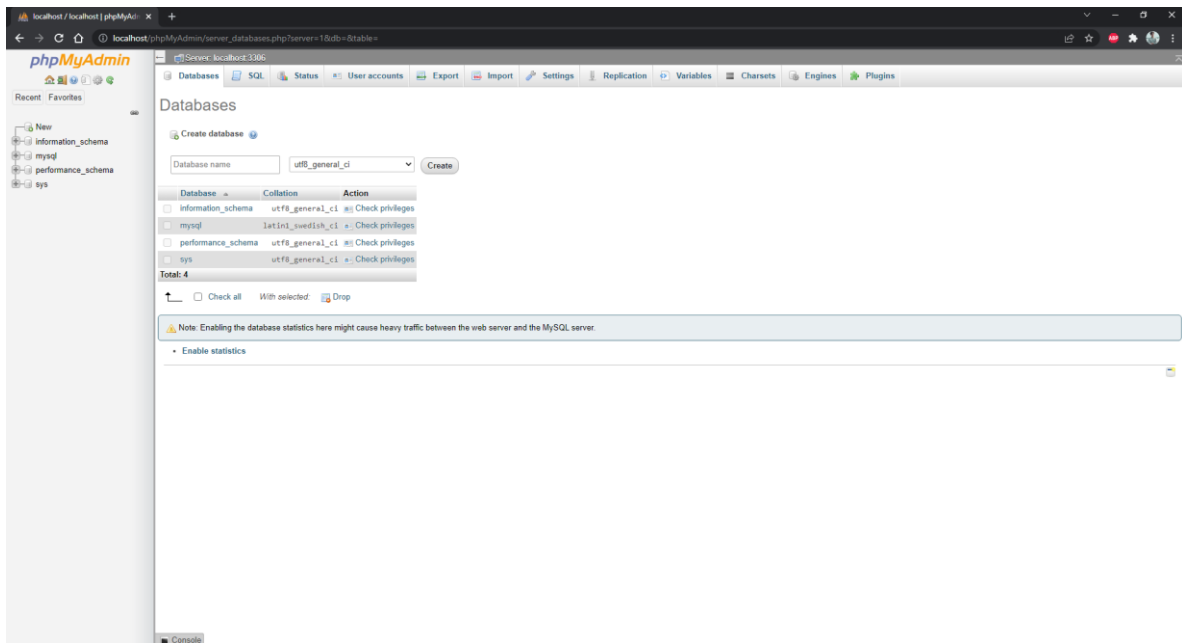 localhost / localhost | phpMyAdr
localhost/phpMyAdmin/server_databases.php?server=1&db=&table=
phpMyAdmin
Recent Favorites
New
information_schema
mysql
performance_schema
sys
Server: localhost:3306
Databases SQL Status User accounts Export Import Settings Replication Variables Charsets Engines Plugins
Databases
Create database
Database name utf8_general_ci Create
Database Collation Action
information_schema utf8_general_ci Check privileges
mysql latin1_swedish_ci Check privileges
performance_schema utf8_general_ci Check privileges
sys utf8_general_ci Check privileges
Total: 4
Check all With selected: Drop
Note: Enabling the database statistics here might cause heavy traffic between the web server and the MySQL server.
Enable statistics
Console